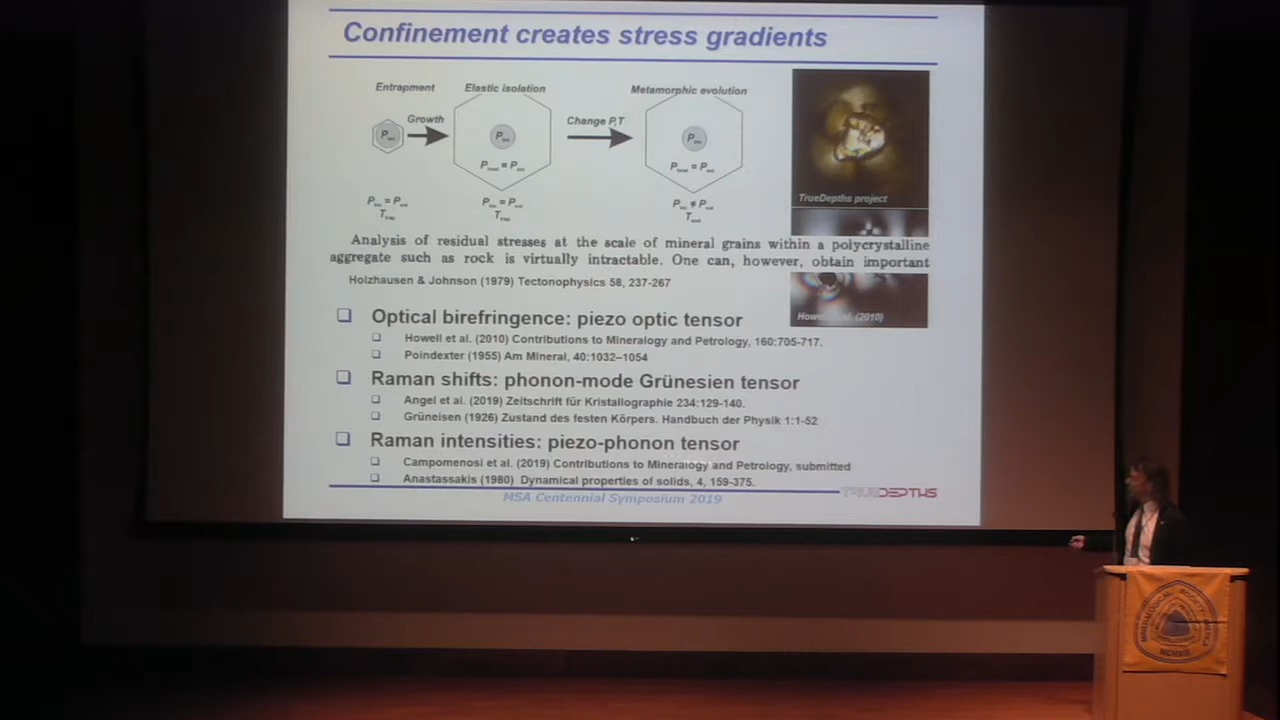 Confinement creates stress gradients
Entrapment
Elastic isolation
Metamorphic evolution
Growth
Change P,T
TrueDepths project
Analysis of residual stresses at the scale of mineral grains within a polycrystalline
aggregate such as rock is virtually intractable. One can, however, obtain important
Holzhausen & Johnson (1979) Tectonophysics 58, 237-267
(2010)
Optical birefringence: piezo optic tensor
Howell et al. (2010) Contributions to Mineralogy and Petrology, 160:705-717.
Poindexter (1955) Am Mineral, 40:1032–1054
Raman shifts: phonon-mode Grünesien tensor
Angel et al. (2019) Zeitschrift für Kristallographie 234:129-140.
Grüneisen (1926) Zustand des festen Körpers. Handbuch der Physik 1:1-52
Raman intensities: piezo-phonon tensor
Campomenosi et al. (2019) Contributions to Mineralogy and Petrology, submitted
Anastassakis (1980) Dynamical properties of solids, 4, 159-375.
MSA Centennial Symposium 2019
TRUEDEPTHS
MINERALOGICAL SOCIETY
MCMXIX